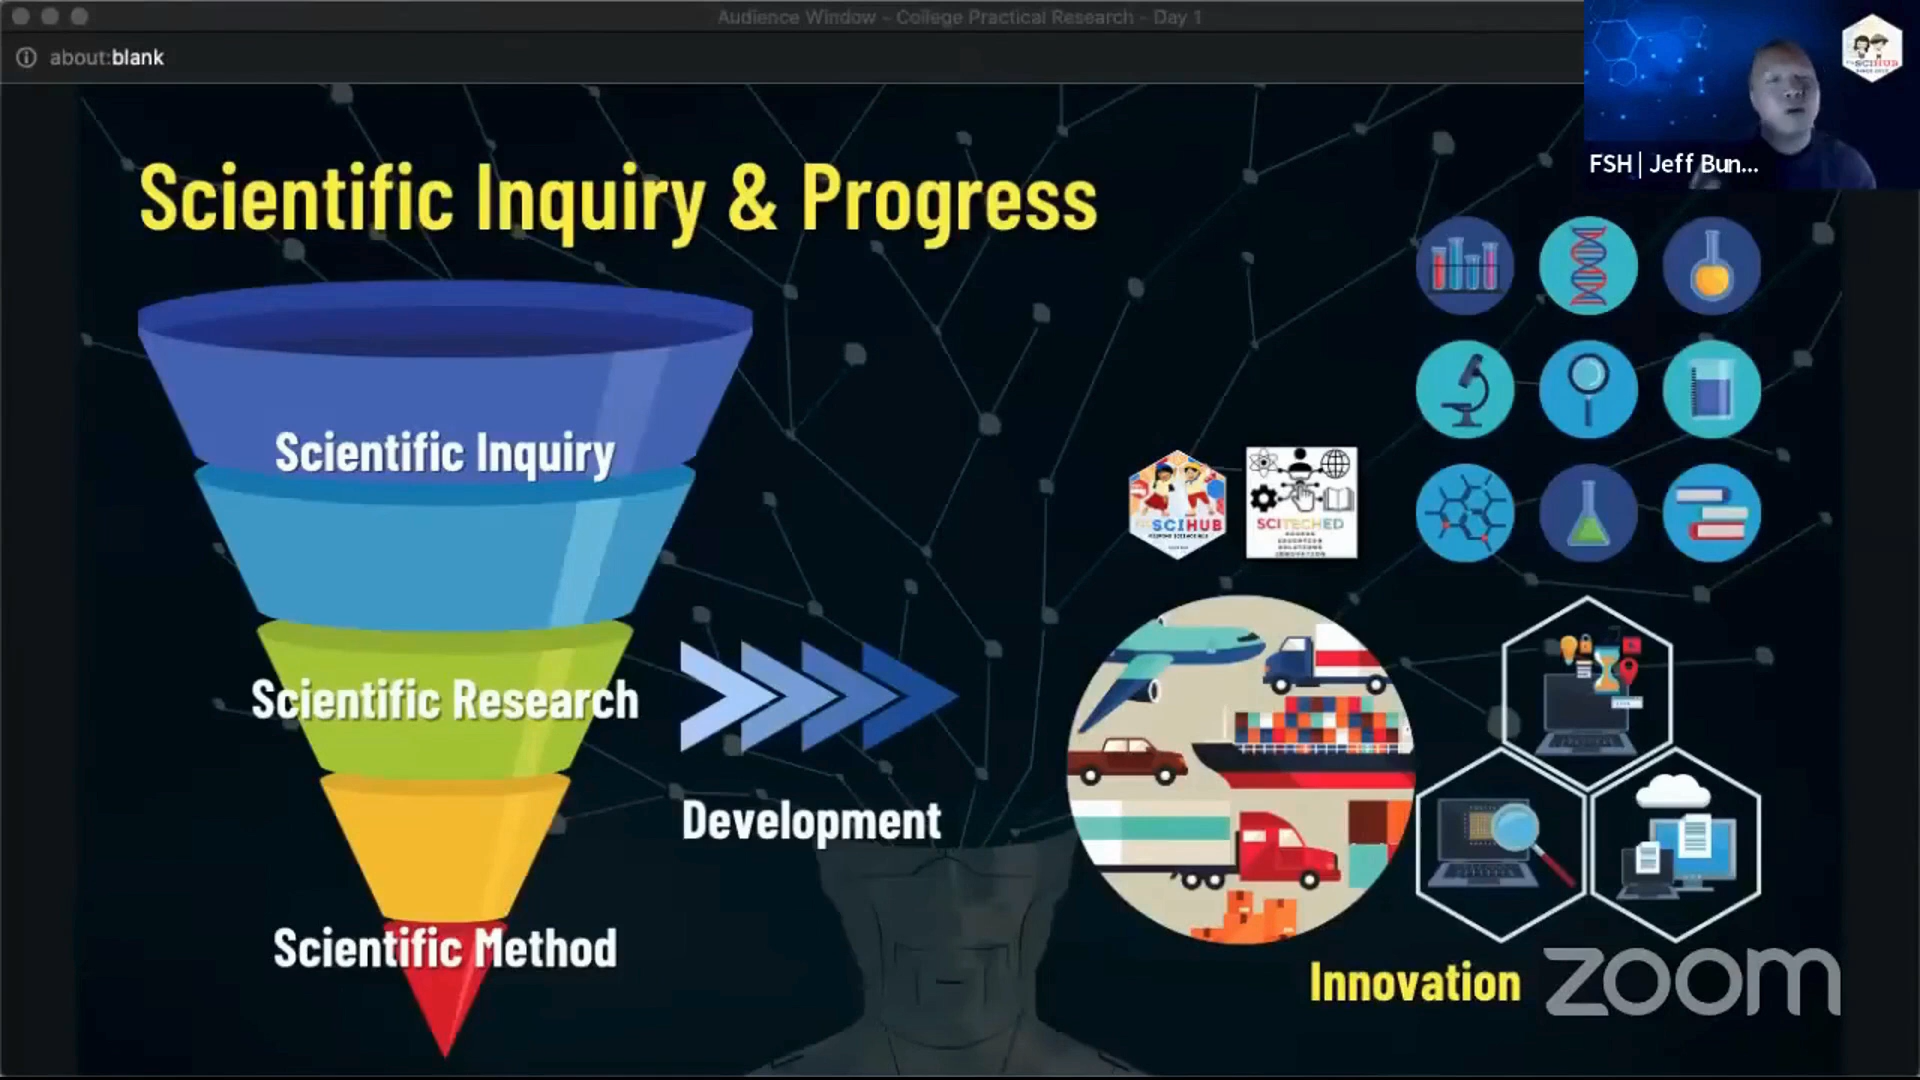 Audience Window - College Practical Research - Day 1
about:blank
FSH | Jeff Bun...
SCIHUB
Scientific Inquiry & Progress
Scientific Inquiry
SCIHUB
SCITECHED
Scientific Research
Development
Scientific Method
Innovation
zoom